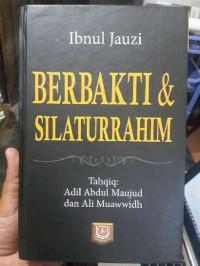 Ibnul Jauzi
BERBAKTI &
SILATURRAHIM
Tahqiq:
Adil Abdul Maujud
dan Ali Muawwidh